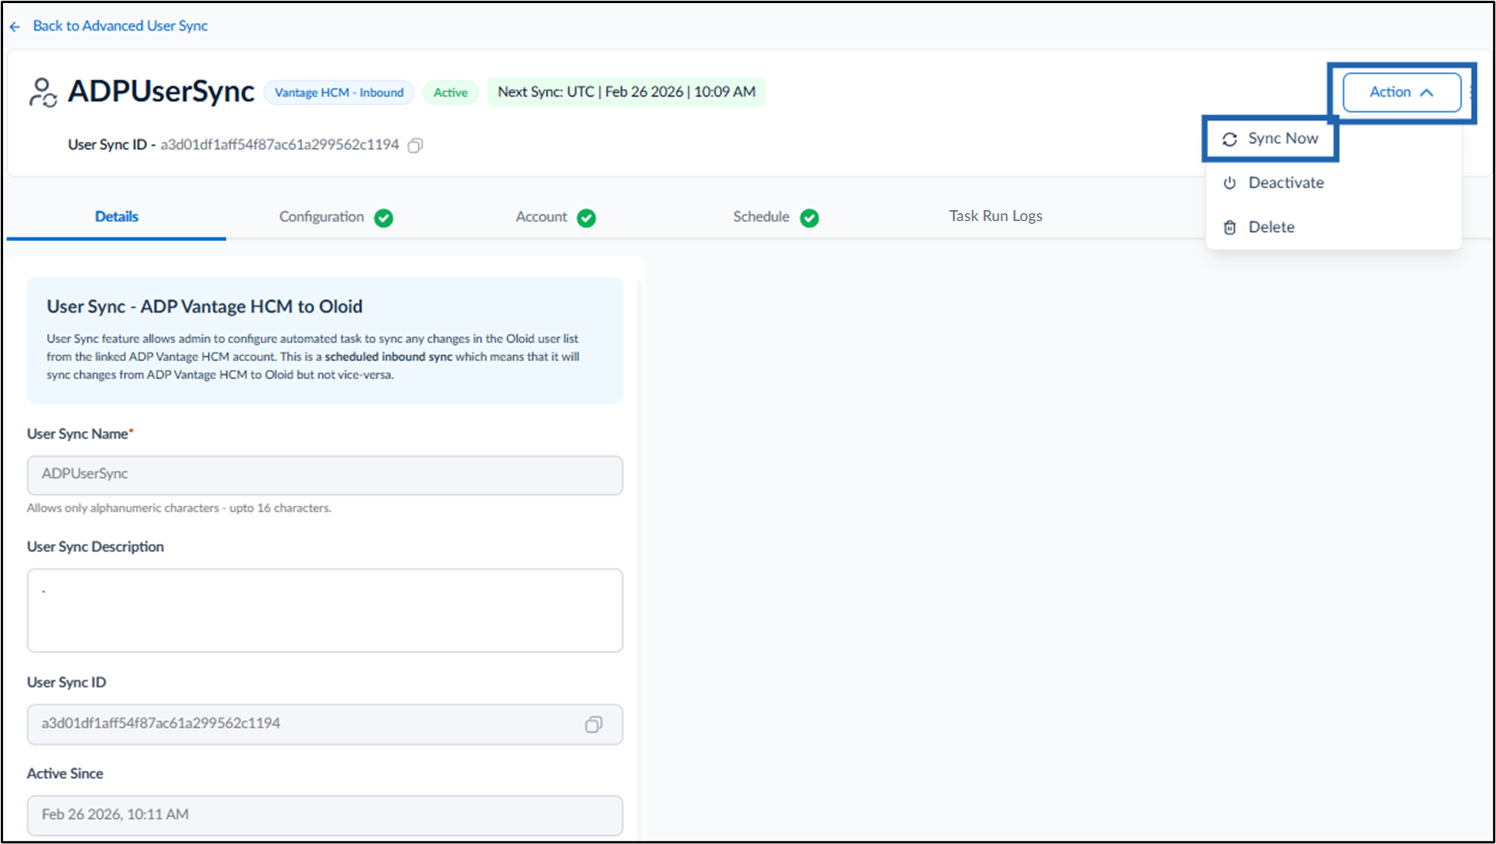 Back to Advanced User Sync
ADPUserSync
Vantage HCM - Inbound
Active
Next Sync: UTC | Feb 26 2026 | 10:09 AM
Action
User Sync ID - a3d01df1aff54f87ac61a299562c1194
Sync Now
Deactivate
Delete
Details
Configuration
Account
Schedule
Task Run Logs
User Sync - ADP Vantage HCM to Oloid
User Sync feature allows admin to configure automated task to sync any changes in the Oloid user list
from the linked ADP Vantage HCM account. This is a scheduled inbound sync which means that it will
sync changes from ADP Vantage HCM to Oloid but not vice-versa.
User Sync Name*
ADPUserSync
Allows only alphanumeric characters - upto 16 characters.
User Sync Description
.
User Sync ID
a3d01df1aff54f87ac61a299562c1194
Active Since
Feb 26 2026, 10:11 AM